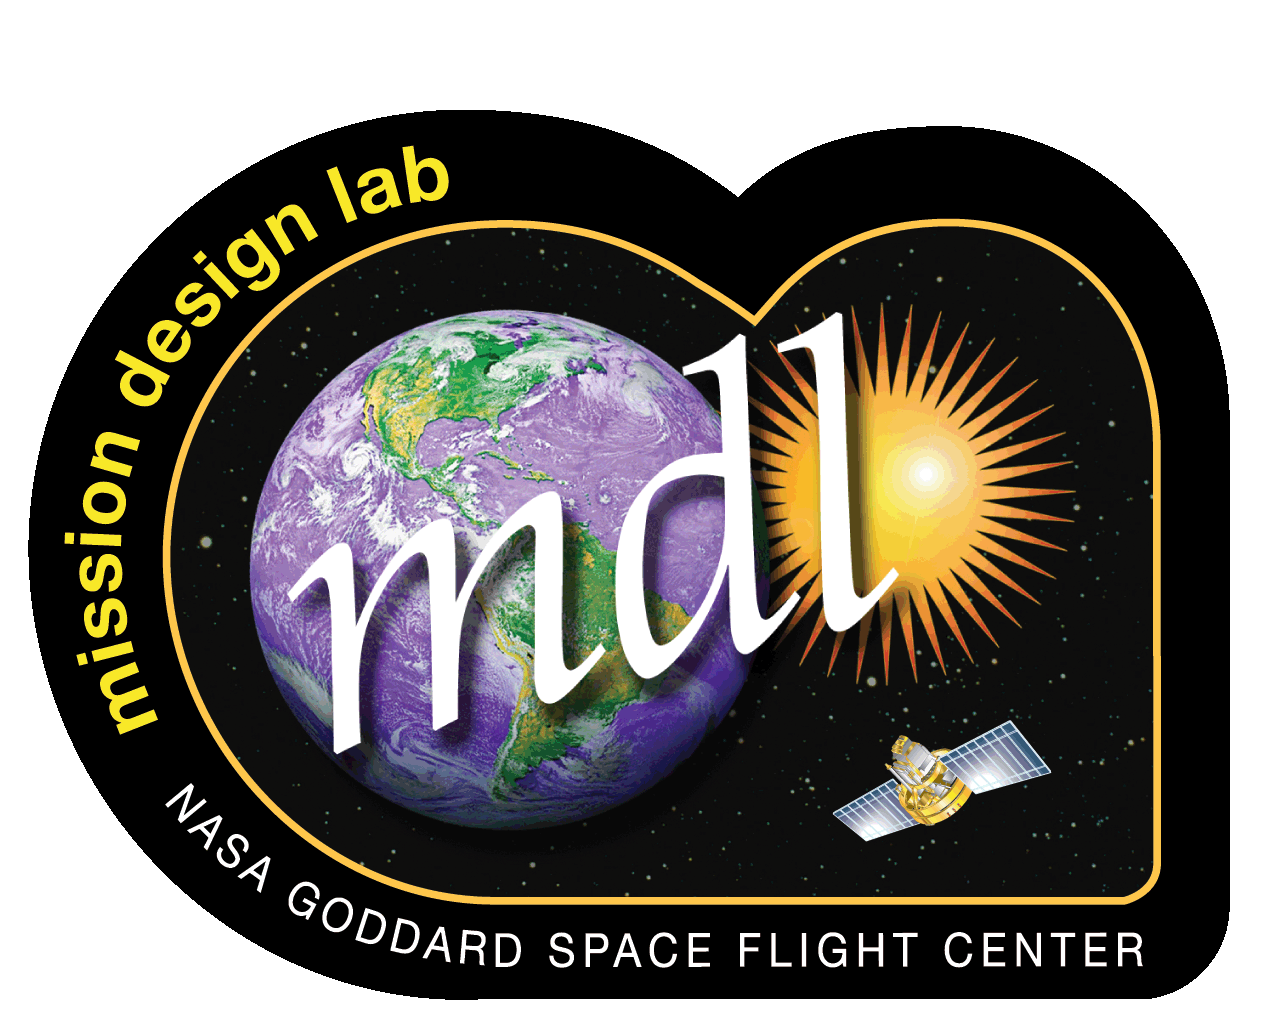 mission design lab
mdl
NASA GODDARD SPACE FLIGHT CENTER